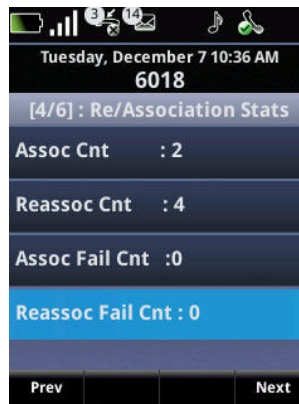 3 14
Tuesday, December 7 10:36 AM
6018
[4/6] : Re/Association Stats
Assoc Cnt : 2
Reassoc Cnt : 4
Assoc Fail Cnt :0
Reassoc Fail Cnt : 0
Prev Next